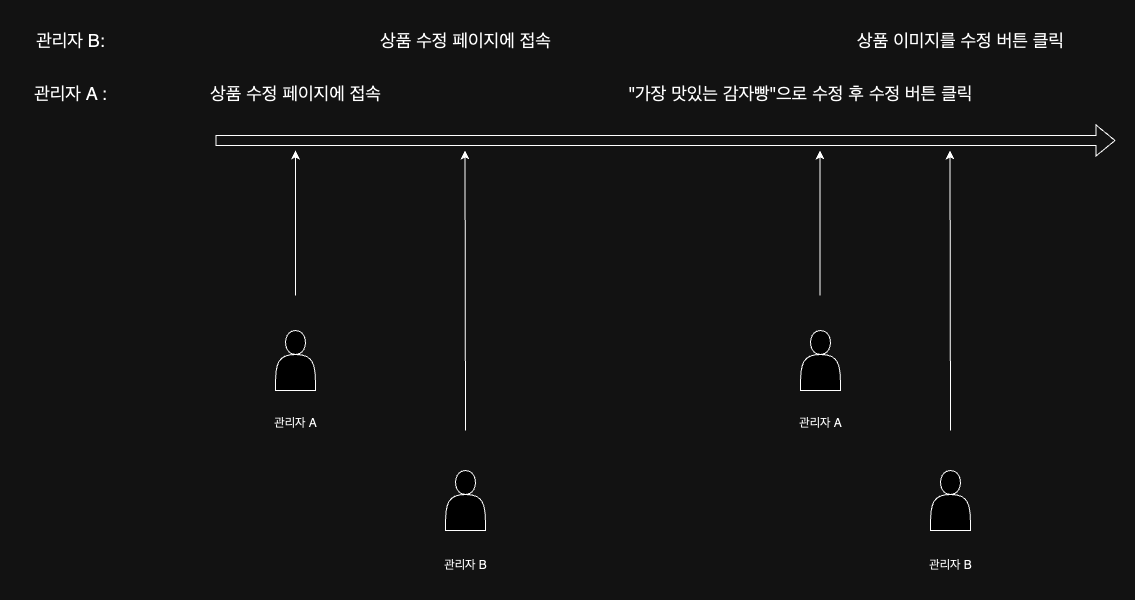 관리자 B: 상품 수정 페이지에 접속 상품 이미지를 수정 버튼 클릭
관리자 A : 상품 수정 페이지에 접속 "가장 맛있는 감자빵"으로 수정 후 수정 버튼 클릭
관리자 A 관리자 A
관리자 B 관리자 B